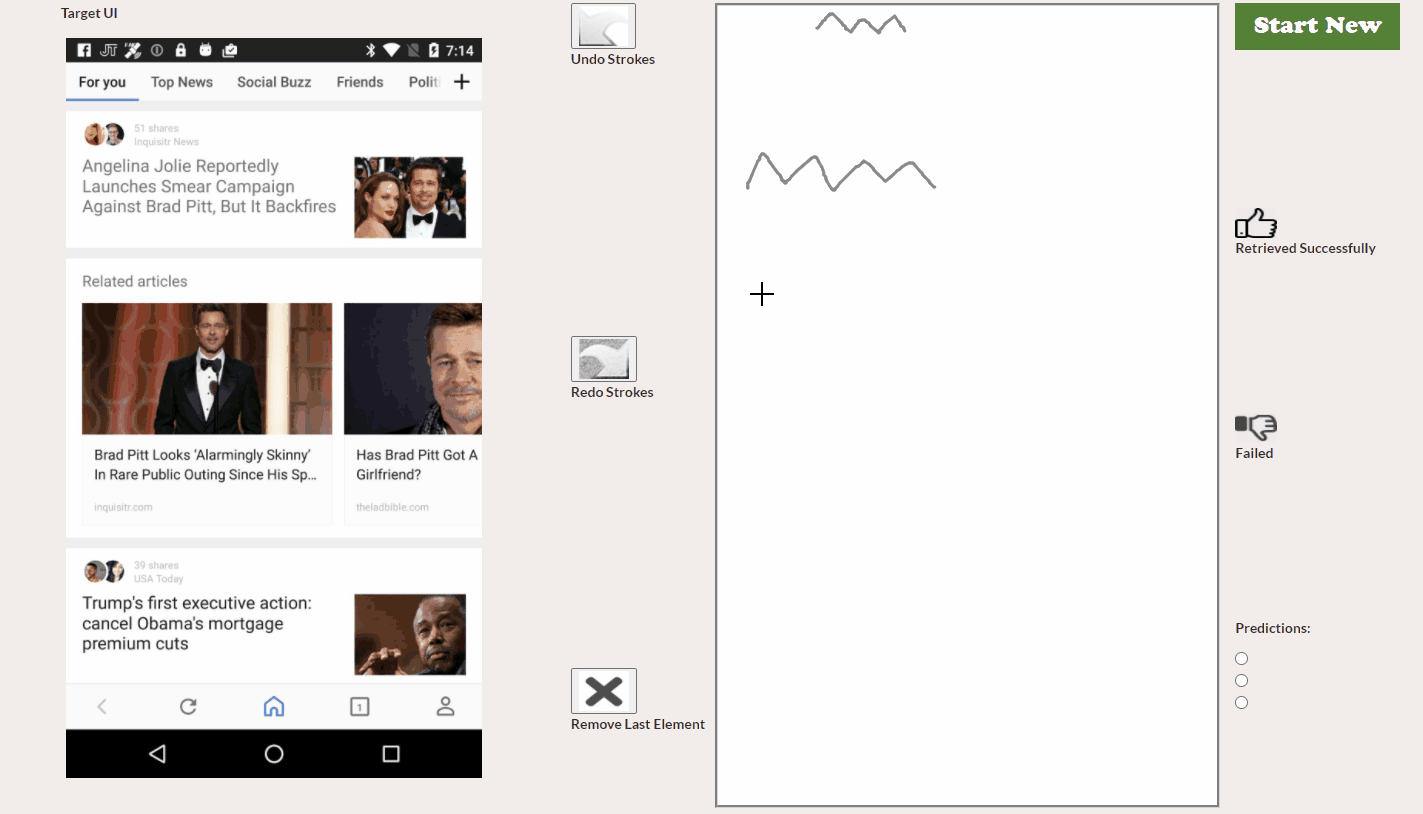 Target UI
7:14
For you Top News Social Buzz Friends Politi
51 shares
Inquisitr News
Angelina Jolie Reportedly
Launches Smear Campaign
Against Brad Pitt, But It Backfires
Related articles
Brad Pitt Looks ‘Alarmingly Skinny’
In Rare Public Outing Since His Sp...
inquisitr.com
Has Brad Pitt Got A
Girlfriend?
theladbible.com
39 shares
USA Today
Trump's first executive action:
cancel Obama's mortgage
premium cuts
1
Undo Strokes
Redo Strokes
Remove Last Element
Start New
Retrieved Successfully
Failed
Predictions: